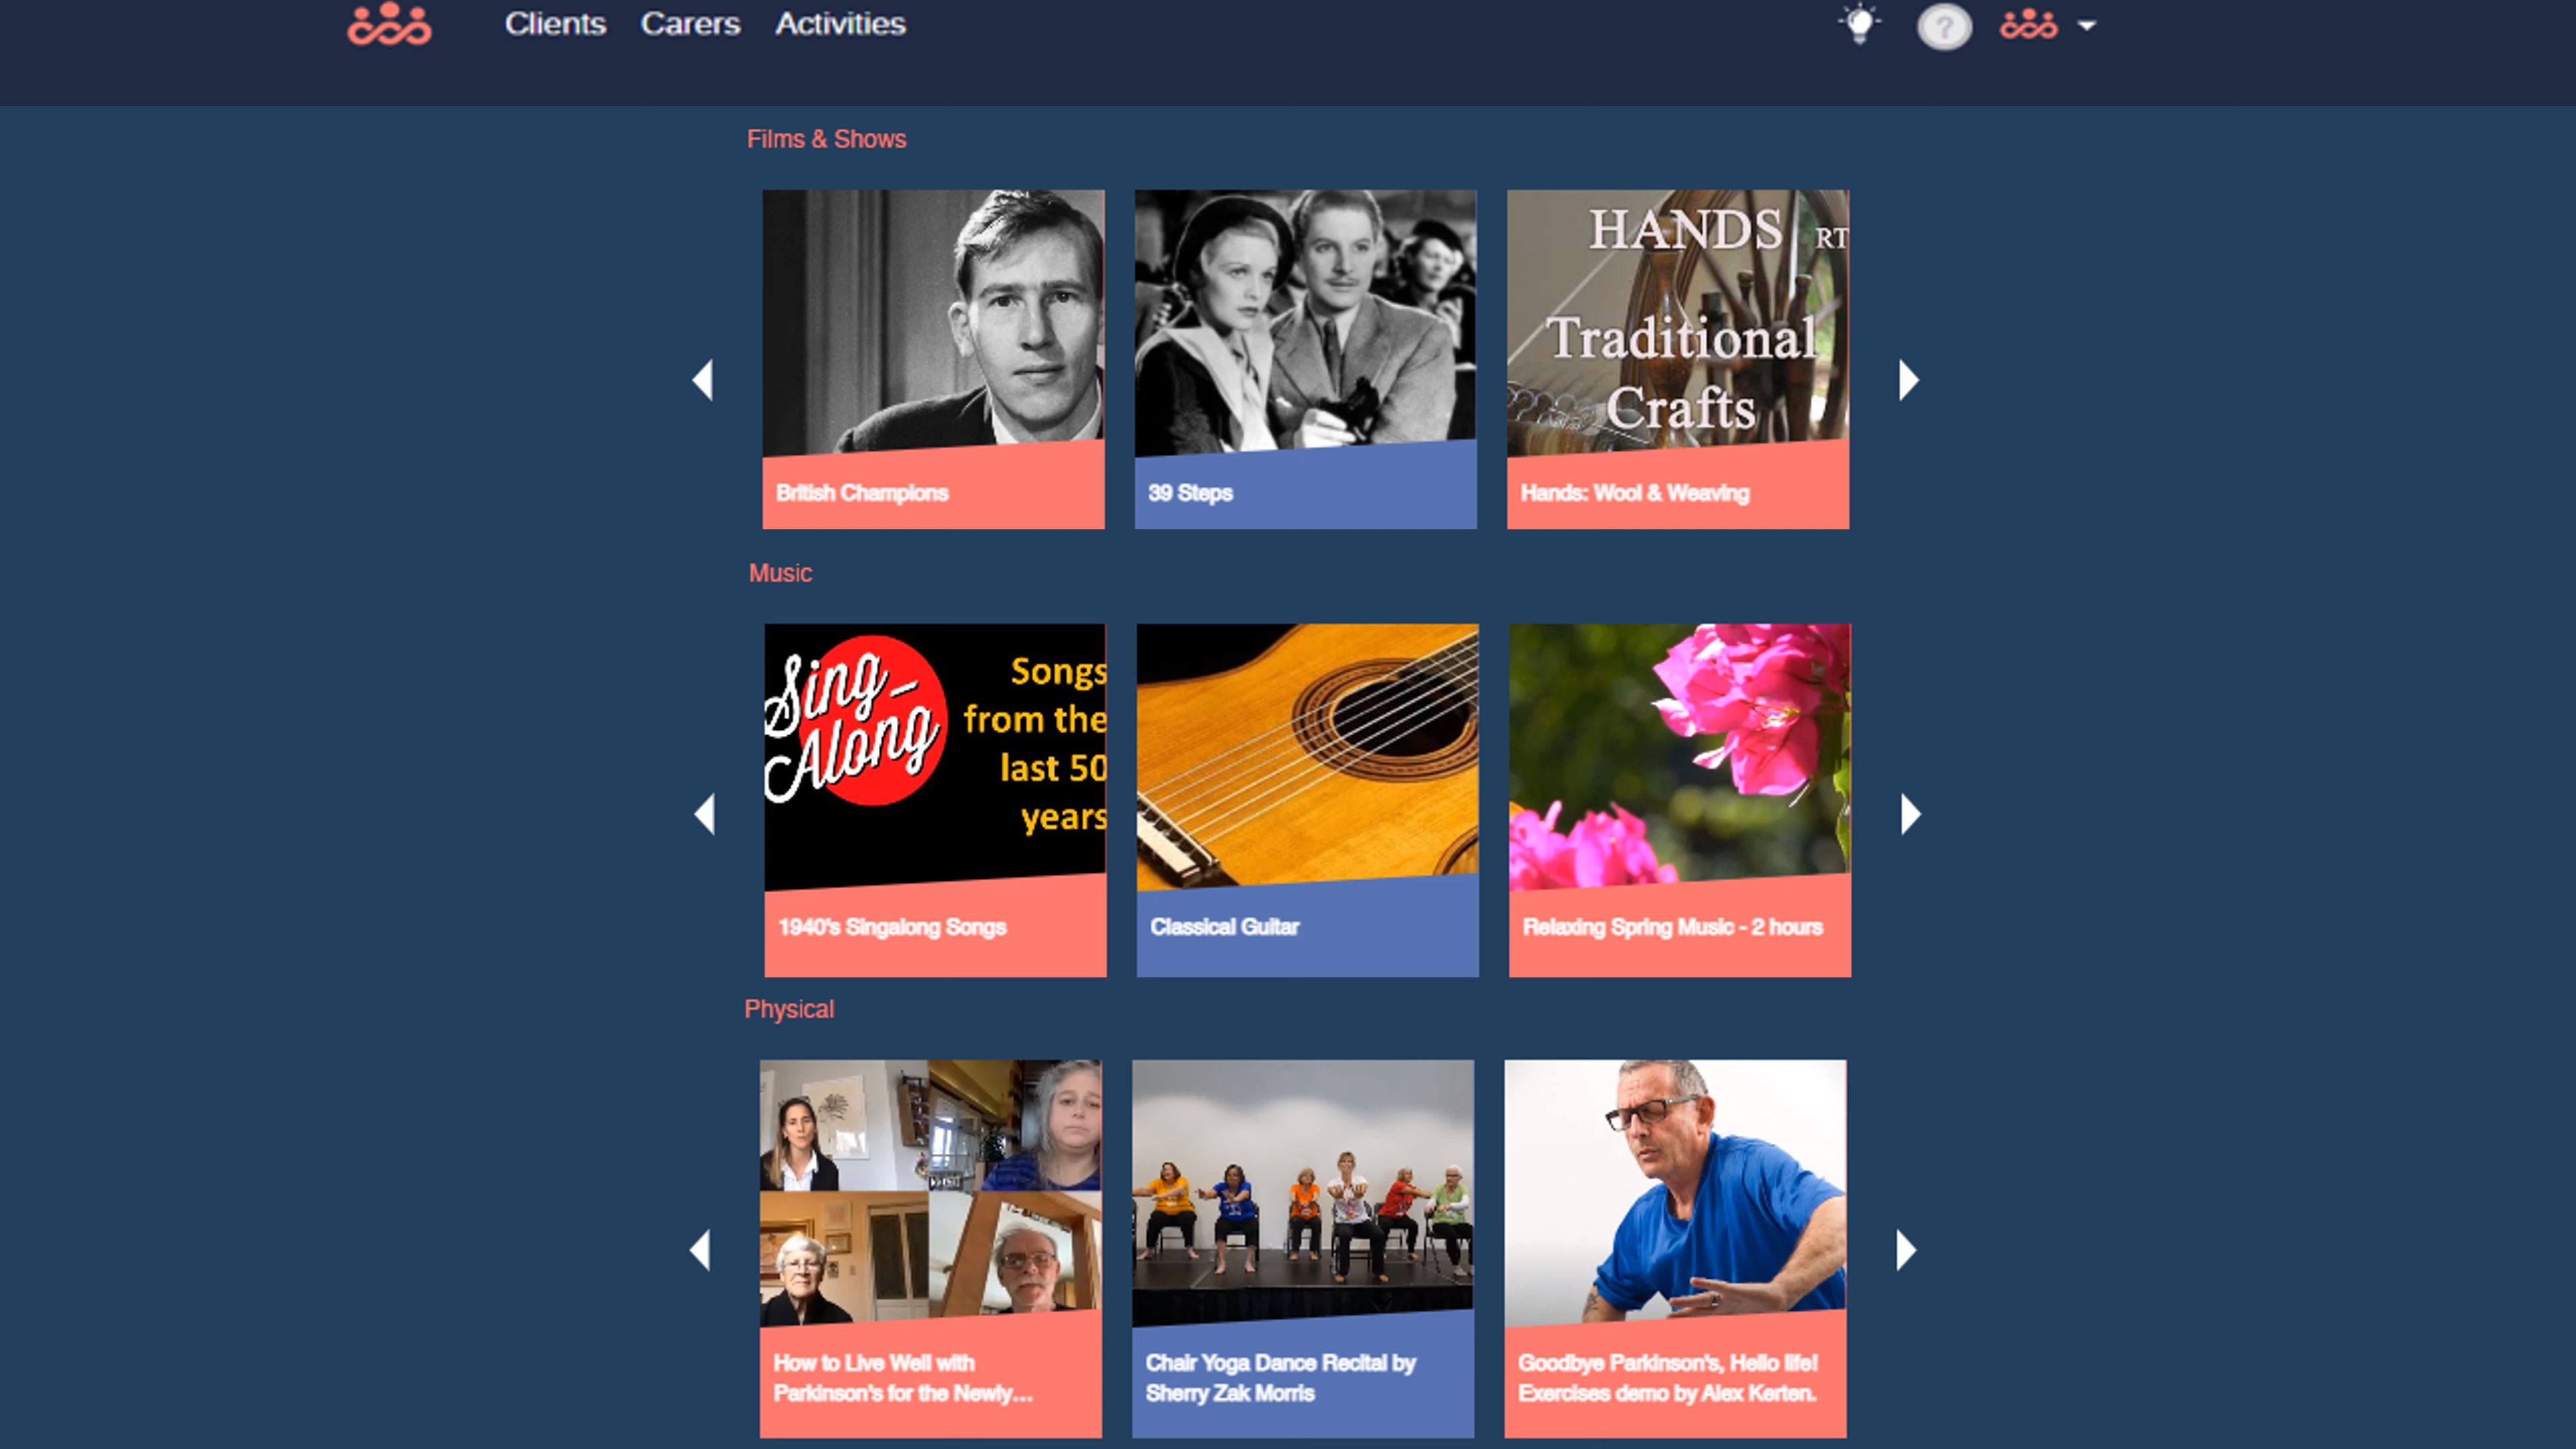 Clients Carers Activities
?
Films & Shows
HANDS RT
Traditional
Crafts
British Champions
39 Steps
Hands: Wool & Weaving
Music
Sing-
Along
Songs
from the
last 50
years
1940's Singalong Songs
Classical Guitar
Relaxing Spring Music - 2 hours
Physical
How to Live Well with
Parkinson's for the Newly...
Chair Yoga Dance Recital by
Sherry Zak Morris
Goodbye Parkinson's, Hello life!
Exercises demo by Alex Kerten.